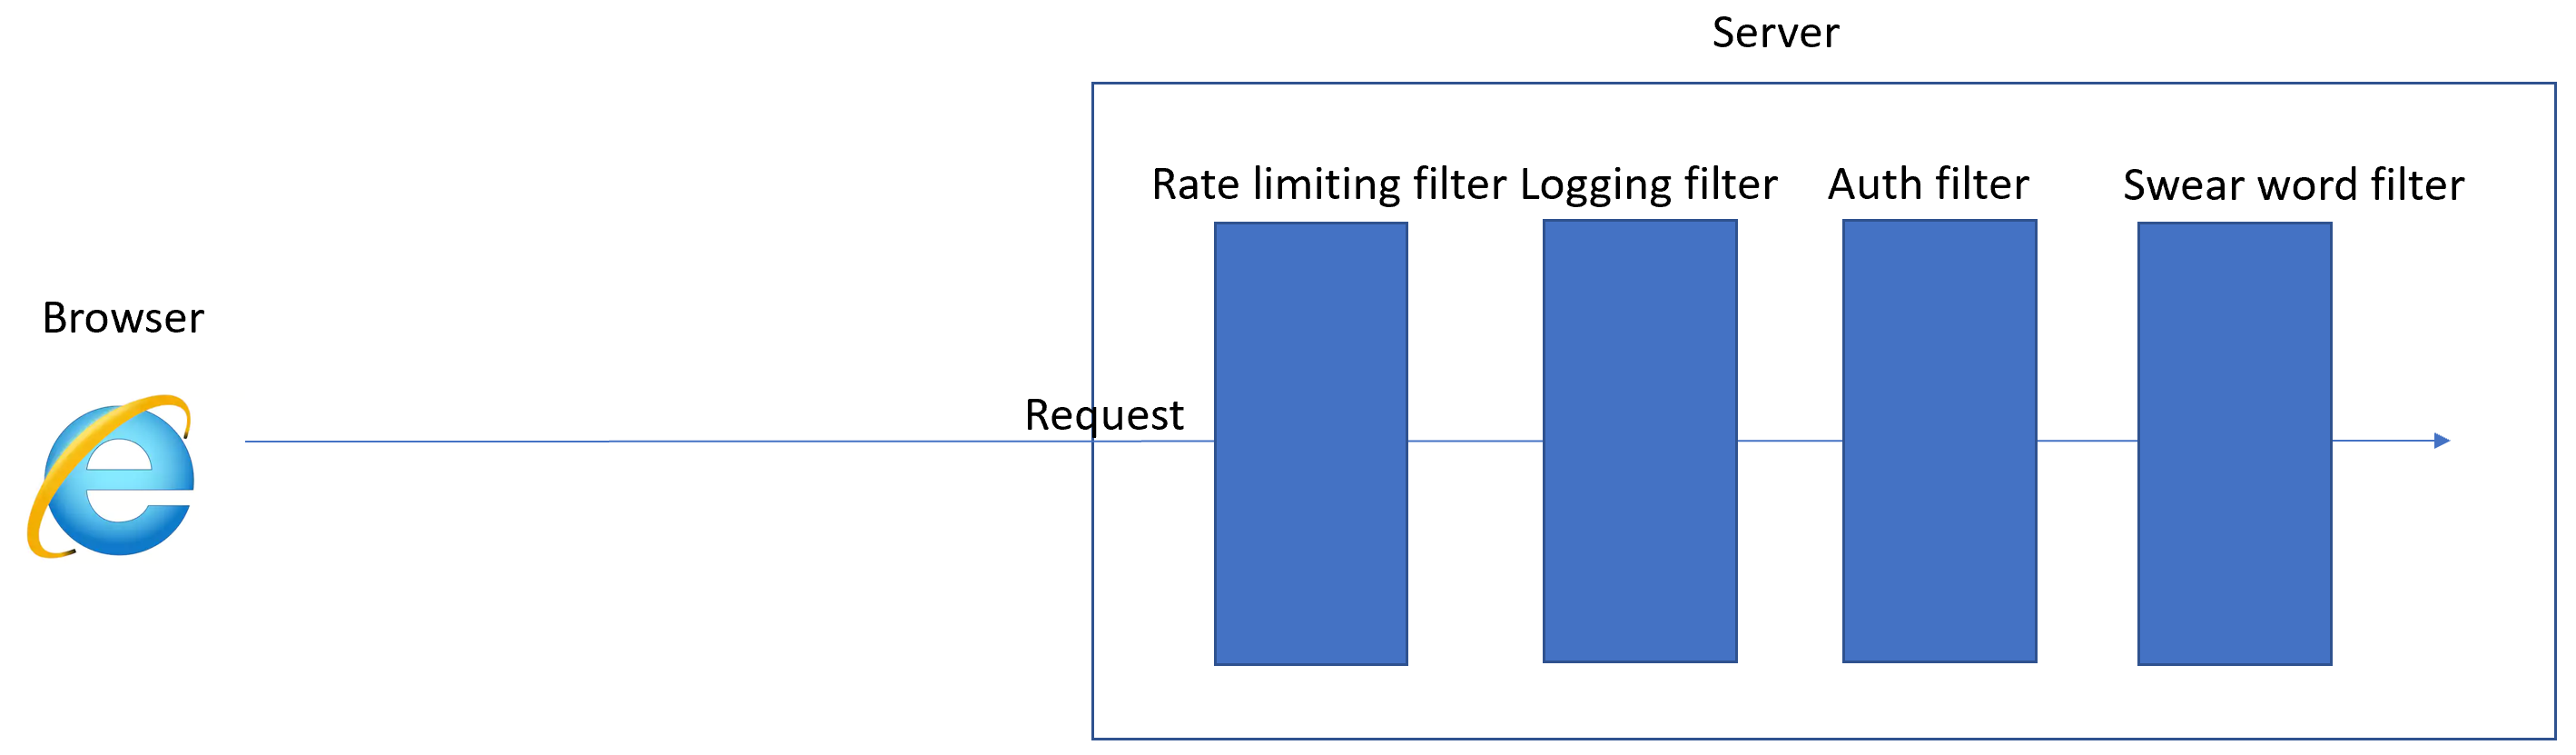 Server
Rate limiting filter
Logging filter
Auth filter
Swear word filter
Browser
Request